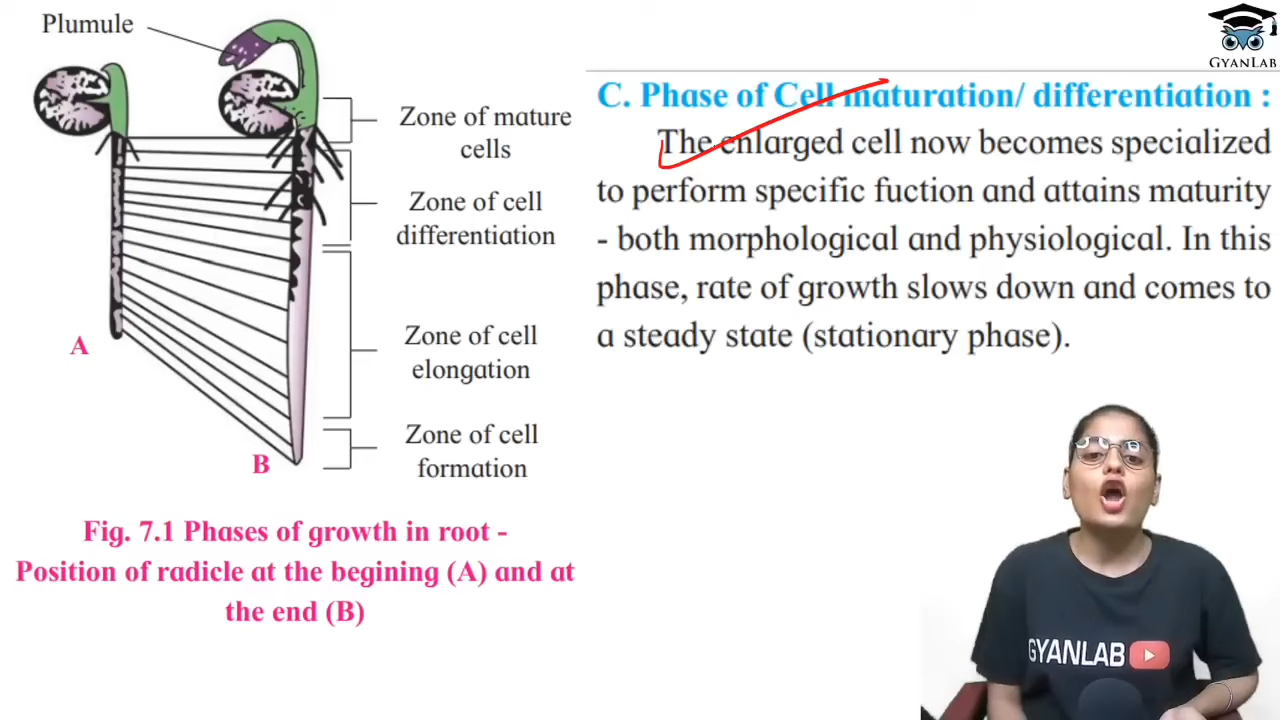 Plumule
Zone of mature
cells
Zone of cell
differentiation
Zone of cell
elongation
Zone of cell
formation
A
B
Fig. 7.1 Phases of growth in root -
Position of radicle at the begining (A) and at
the end (B)
GYANLAB
C. Phase of Cell maturation/ differentiation :
The enlarged cell now becomes specialized
to perform specific fuction and attains maturity
- both morphological and physiological. In this
phase, rate of growth slows down and comes to
a steady state (stationary phase).
GYANLAB